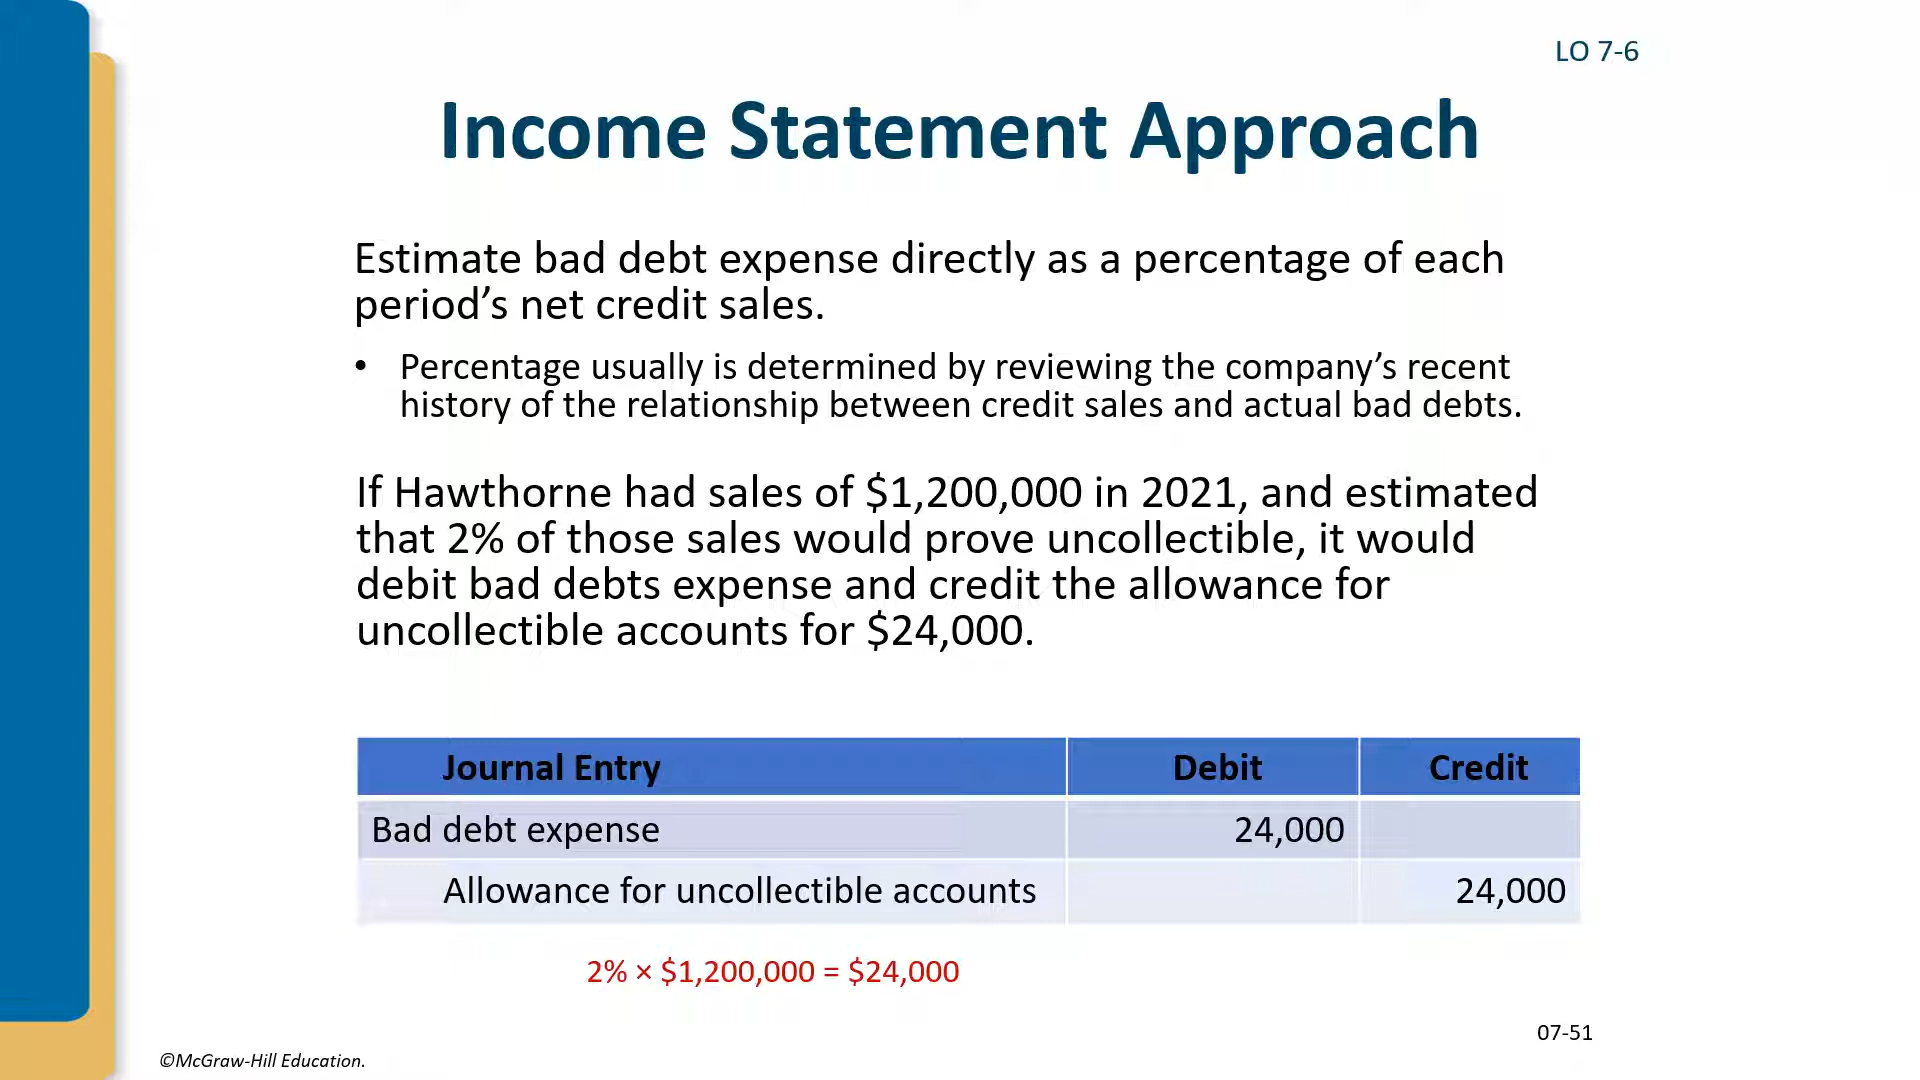 LO 7-6
Income Statement Approach
Estimate bad debt expense directly as a percentage of each
period’s net credit sales.
• Percentage usually is determined by reviewing the company’s recent
history of the relationship between credit sales and actual bad debts.
If Hawthorne had sales of $1,200,000 in 2021, and estimated
that 2% of those sales would prove uncollectible, it would
debit bad debts expense and credit the allowance for
uncollectible accounts for $24,000.
Journal Entry Debit Credit
Bad debt expense 24,000
Allowance for uncollectible accounts 24,000
2% × $1,200,000 = $24,000
07-51
©McGraw-Hill Education.